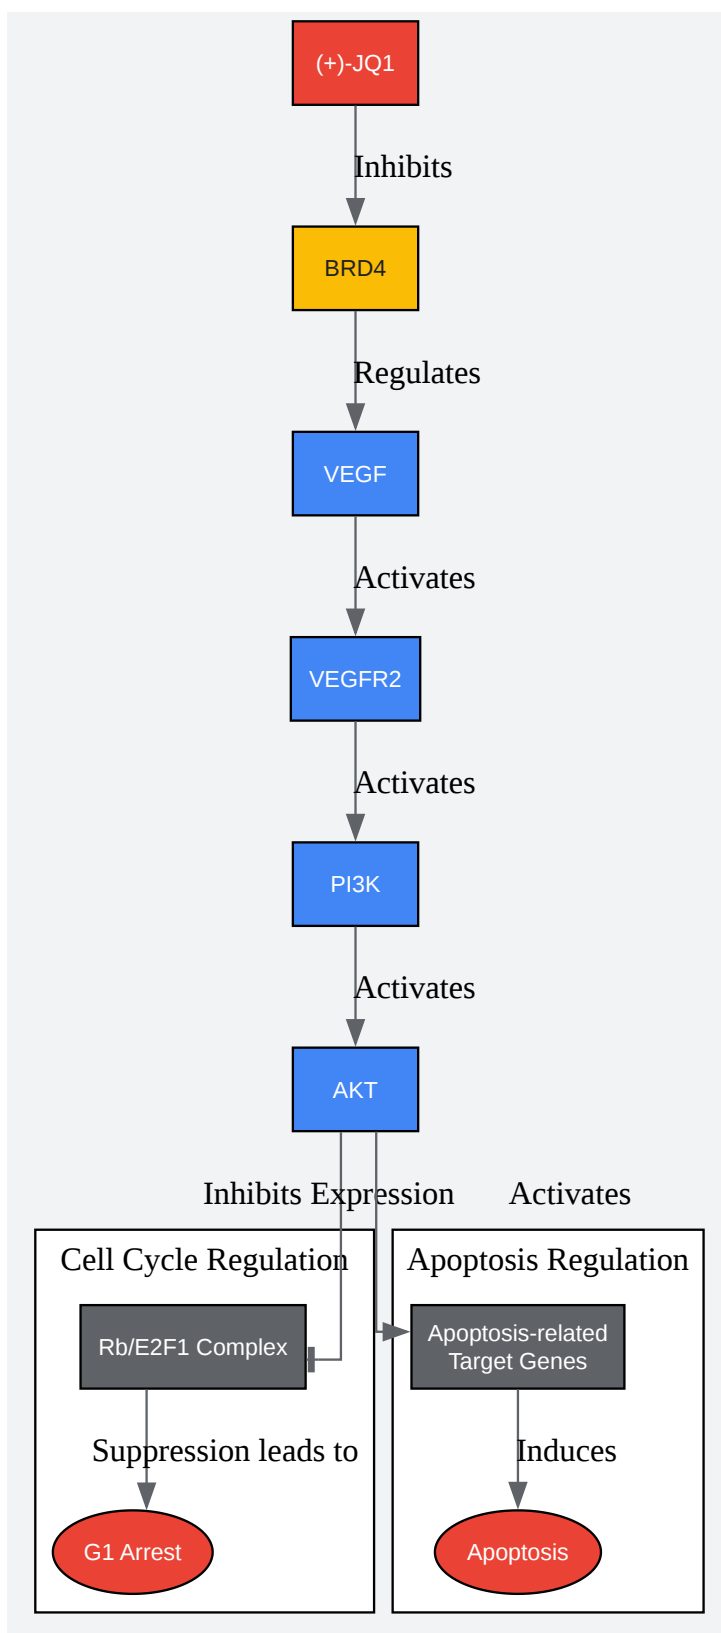 (+)-JQ1
Inhibits
BRD4
Regulates
VEGF
Activates
VEGFR2
Activates
PI3K
Activates
AKT
Inhibits Expression
Activates
Cell Cycle Regulation
Apoptosis Regulation
Rb/E2F1 Complex
Apoptosis-related
Target Genes
Suppression leads to
Induces
G1 Arrest
Apoptosis